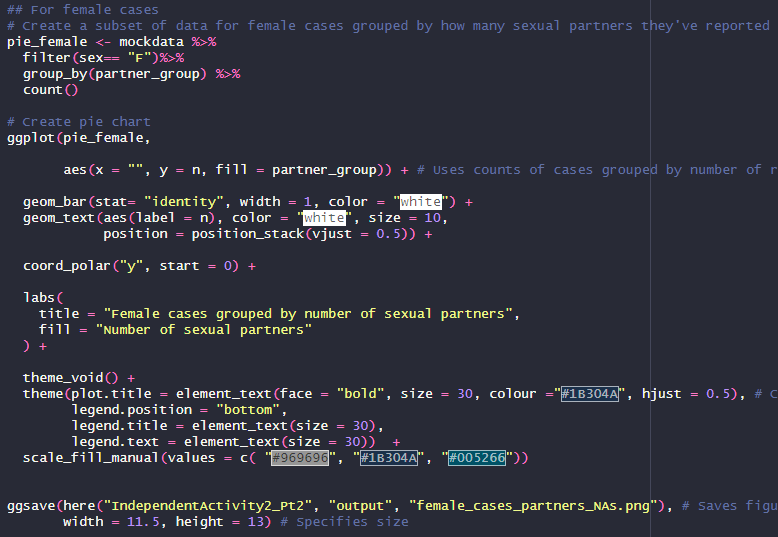 ## For female cases
# Create a subset of data for female cases grouped by how many sexual partners they've reported
pie_female <- mockdata %>%
  filter(sex== "F")%>%
  group_by(partner_group) %>%
  count()
# Create pie chart
ggplot(pie_female,
       aes(x = "", y = n, fill = partner_group)) + # Uses counts of cases grouped by number of r
  geom_bar(stat= "identity", width = 1, color = "white") +
  geom_text(aes(label = n), color = "white", size = 10,
            position = position_stack(vjust = 0.5)) +
  coord_polar("y", start = 0) +
  labs(
    title = "Female cases grouped by number of sexual partners",
    fill = "Number of sexual partners"
  ) +
  theme_void() +
  theme(plot.title = element_text(face = "bold", size = 30, colour ="#1B304A", hjust = 0.5), # C
        legend.position = "bottom",
        legend.title = element_text(size = 30),
        legend.text = element_text(size = 30))  +
  scale_fill_manual(values = c( "#969696", "#1B304A", "#005266"))
ggsave(here("IndependentActivity2_Pt2", "output", "female_cases_partners_NAs.png"), # Saves figu
       width = 11.5, height = 13) # Specifies size